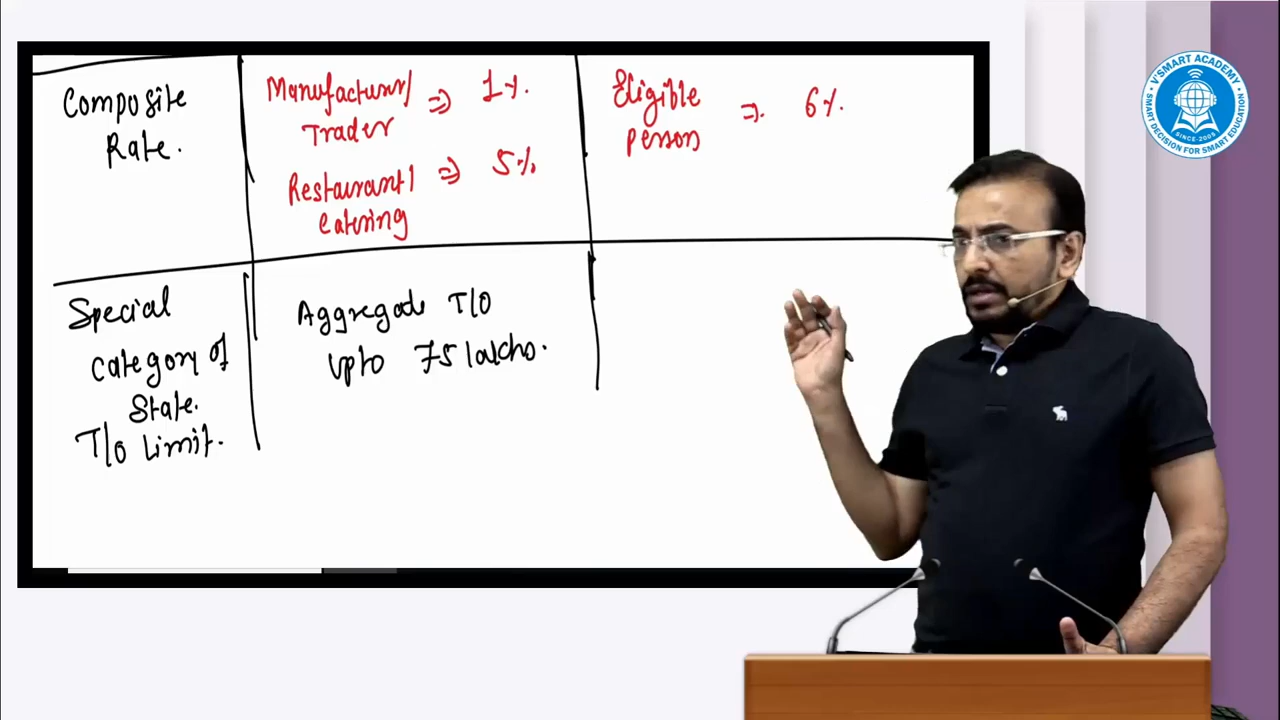 Composite
Rate.
Manufacturer/
Trader
⇒ 1%.
Restaurant/
Catering
⇒ 5%
Eligible
Person
⇒ 6%.
Special
Category of
State.
T/O Limit.
Aggregate T/O
Upto 75 lakhs.
V'SMART ACADEMY
SMART DECISION FOR SMART EDUCATION
SINCE-2005